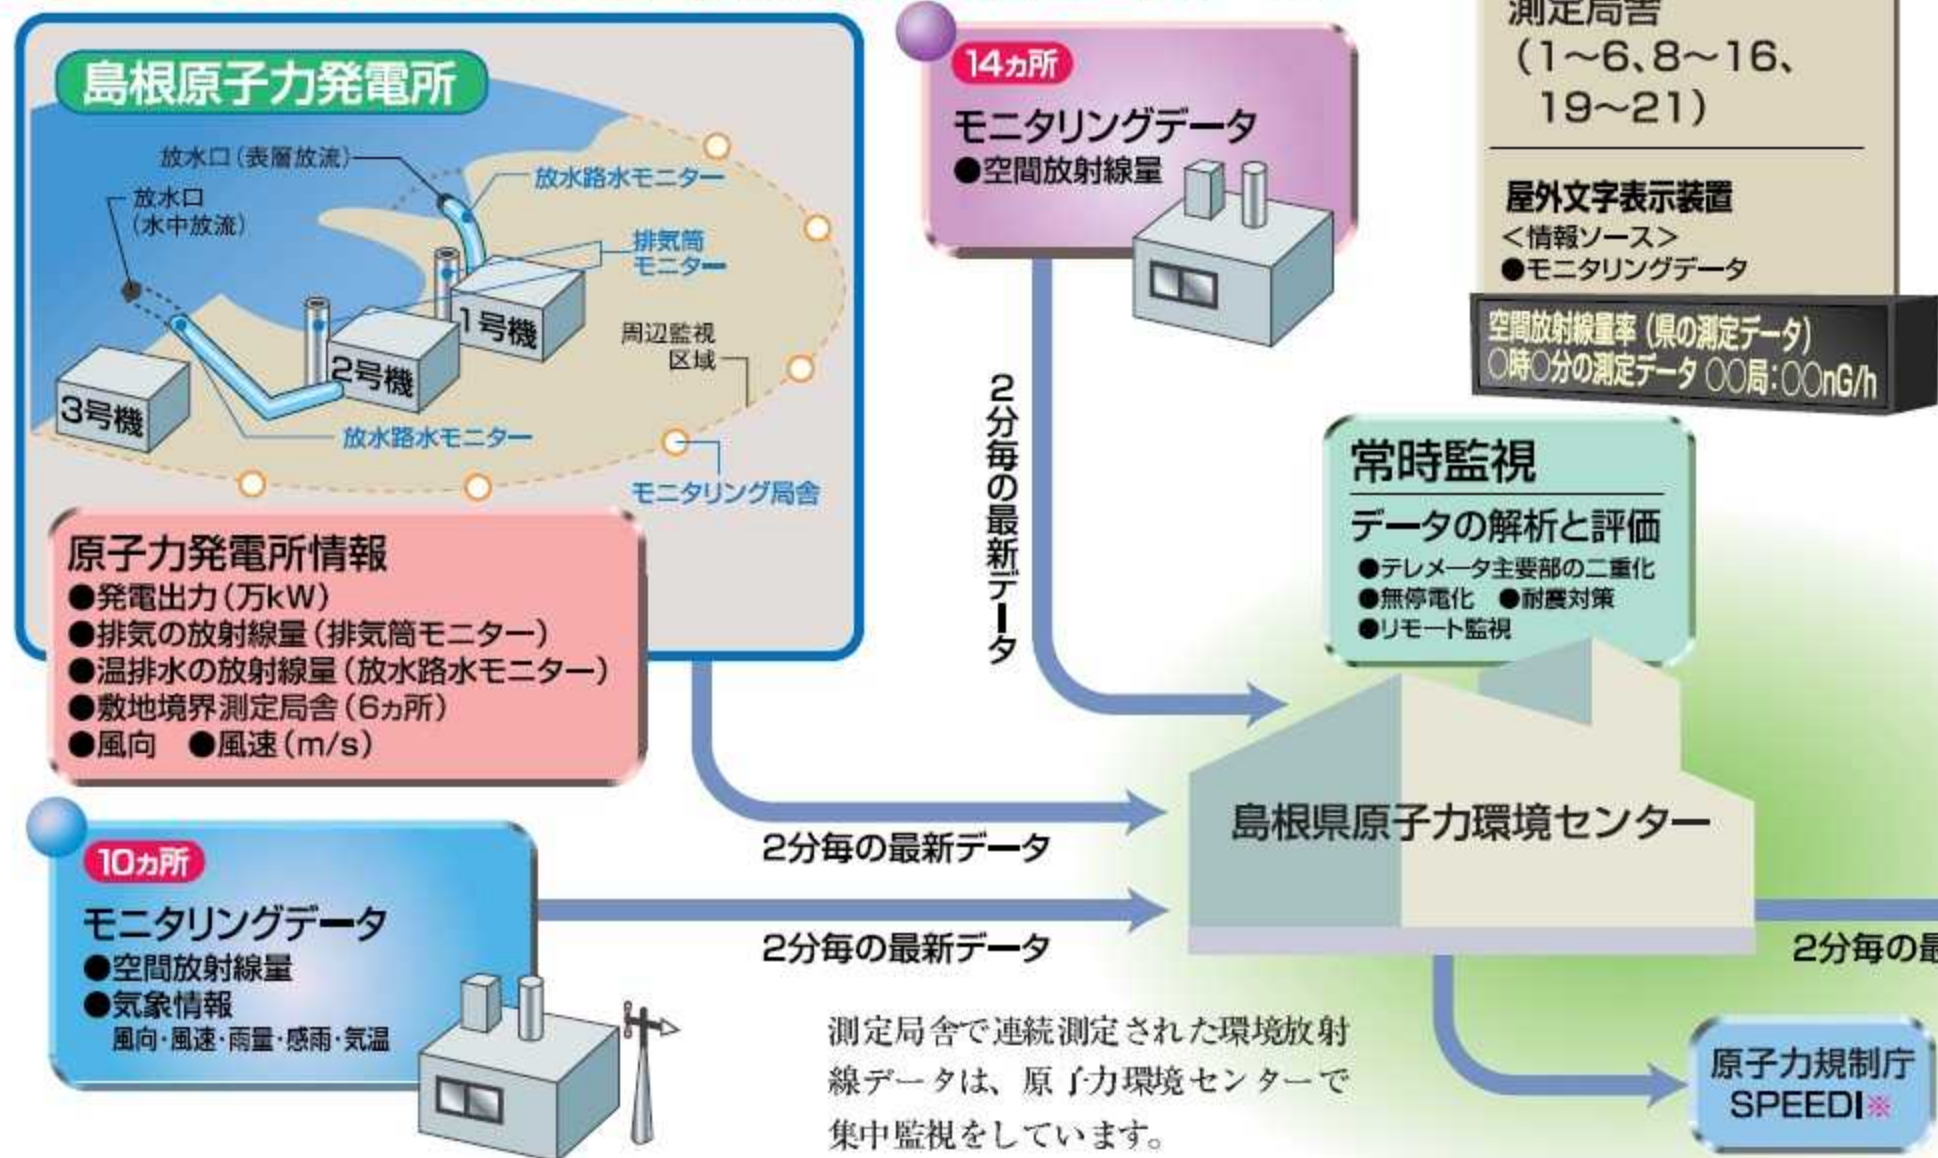 島根原子力発電所
放水口(表層放流)
放水路水モニター
放水口
(水中放流)
排気筒
モニター
1号機
2号機
3号機
周辺監視
区域
放水路水モニター
モニタリング局舎
原子力発電所情報
●発電出力(万kW)
●排気の放射線量(排気筒モニター)
●温排水の放射線量(放水路水モニター)
●敷地境界測定局舎(6ヵ所)
●風向 ●風速(m/s)
10ヵ所
モニタリングデータ
●空間放射線量
●気象情報
風向・風速・雨量・感雨・気温
14ヵ所
モニタリングデータ
●空間放射線量
2分毎の最新データ
2分毎の最新データ
2分毎の最新データ
測定局舎
(1～6、8～16、
19～21)
屋外文字表示装置
<情報ソース>
●モニタリングデータ
空間放射線量率(県の測定データ)
○時○分の測定データ ○○局:○○nG/h
常時監視
データの解析と評価
●テレメータ主要部の二重化
●無停電化 ●耐震対策
●リモート監視
島根県原子力環境センター
2分毎の最
原子力規制庁
SPEEDI※
測定局舎で連続測定された環境放射
線データは、原子力環境センターで
集中監視をしています。